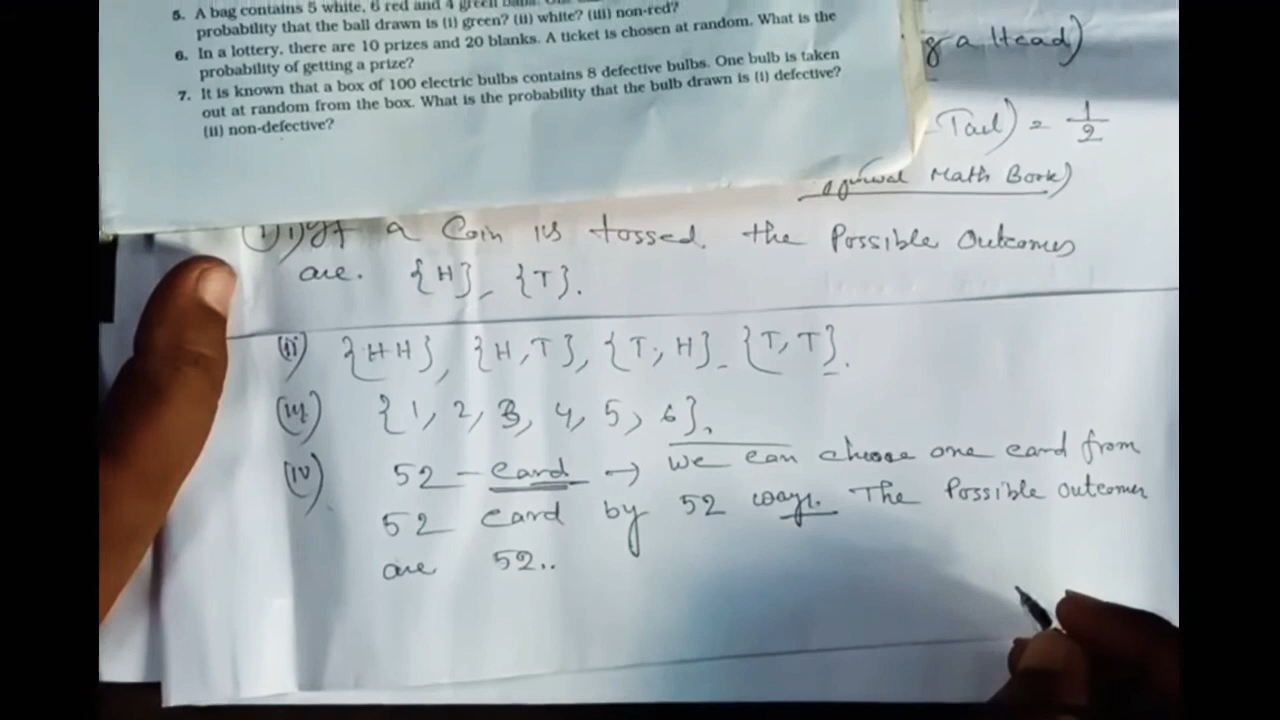 5. A bag contains 5 white, 6 red and 4 green
probability that the ball drawn is (i) green? (ii) white? (iii) non-red?
6. In a lottery, there are 10 prizes and 20 blanks. A ticket is chosen at random. What is the
probability of getting a prize?
7. It is known that a box of 100 electric bulbs contains 8 defective bulbs. One bulb is taken
out at random from the box. What is the probability that the bulb drawn is (i) defective?
(ii) non-defective?
g a Head)
Tail) = 1/2
Math Book)
(1) i) If a Coin is tossed. the Possible Outcomes
are. {H}, {T}.
(ii) {H H}, {H,T}, {T, H}, {T, T}.
(iii) {1, 2, 3, 4, 5, 6}.
(iv) 52 – Card → We can choose one card from
52 Card by 52 ways. The Possible Outcomes
are 52..